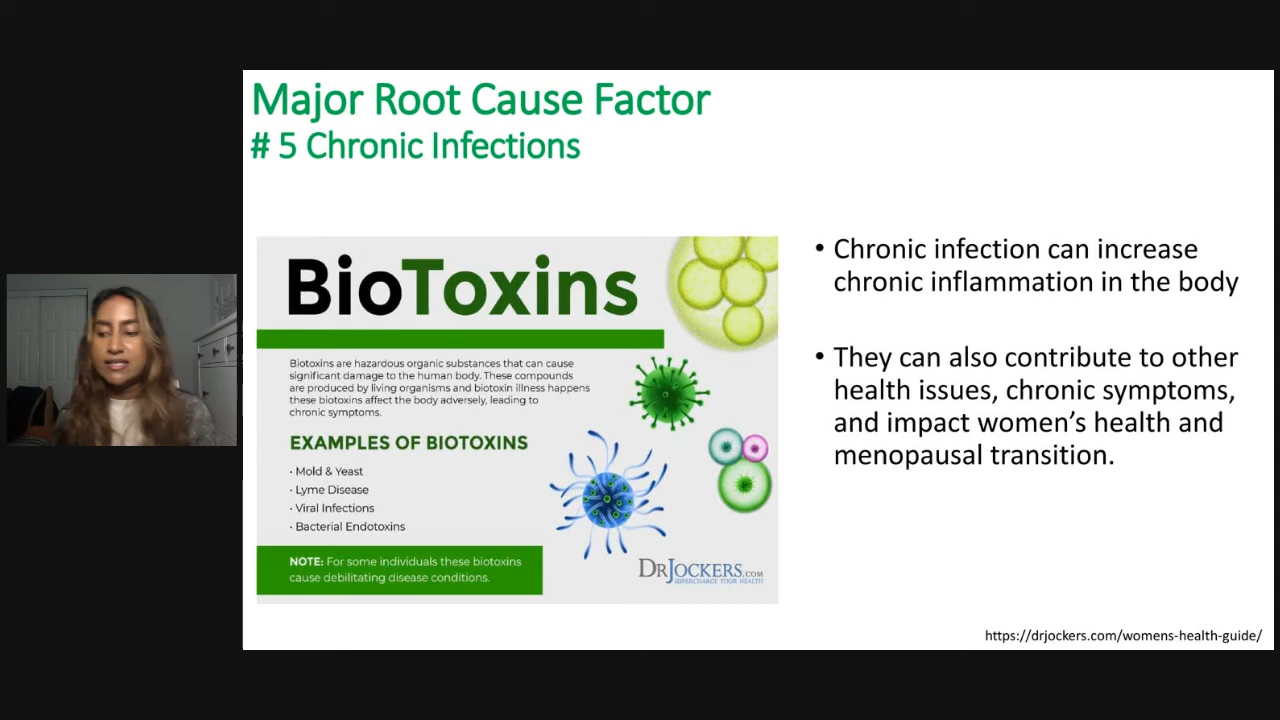 Major Root Cause Factor
# 5 Chronic Infections
BioToxins
Biotoxins are hazardous organic substances that can cause
significant damage to the human body. These compounds
are produced by living organisms and biotoxin illness happens
these biotoxins affect the body adversely, leading to
chronic symptoms.
EXAMPLES OF BIOTOXINS
· Mold & Yeast
· Lyme Disease
· Viral Infections
· Bacterial Endotoxins
NOTE: For some individuals these biotoxins
cause debilitating disease conditions.
DRJOCKERS.COM
SUPERCHARGE YOUR HEALTH
• Chronic infection can increase
chronic inflammation in the body
• They can also contribute to other
health issues, chronic symptoms,
and impact women’s health and
menopausal transition.
https://drjockers.com/womens-health-guide/